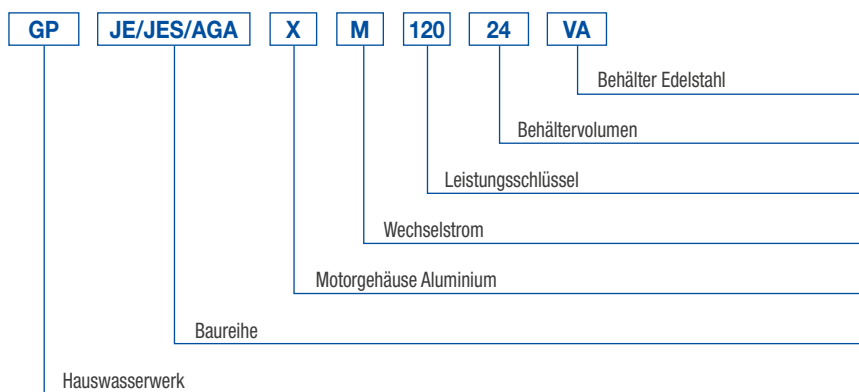 GP JE/JES/AGA X M 120 24 VA
Behälter Edelstahl
Behältervolumen
Leistungsschlüssel
Wechselstrom
Motorgehäuse Aluminium
Baureihe
Hauswasserwerk